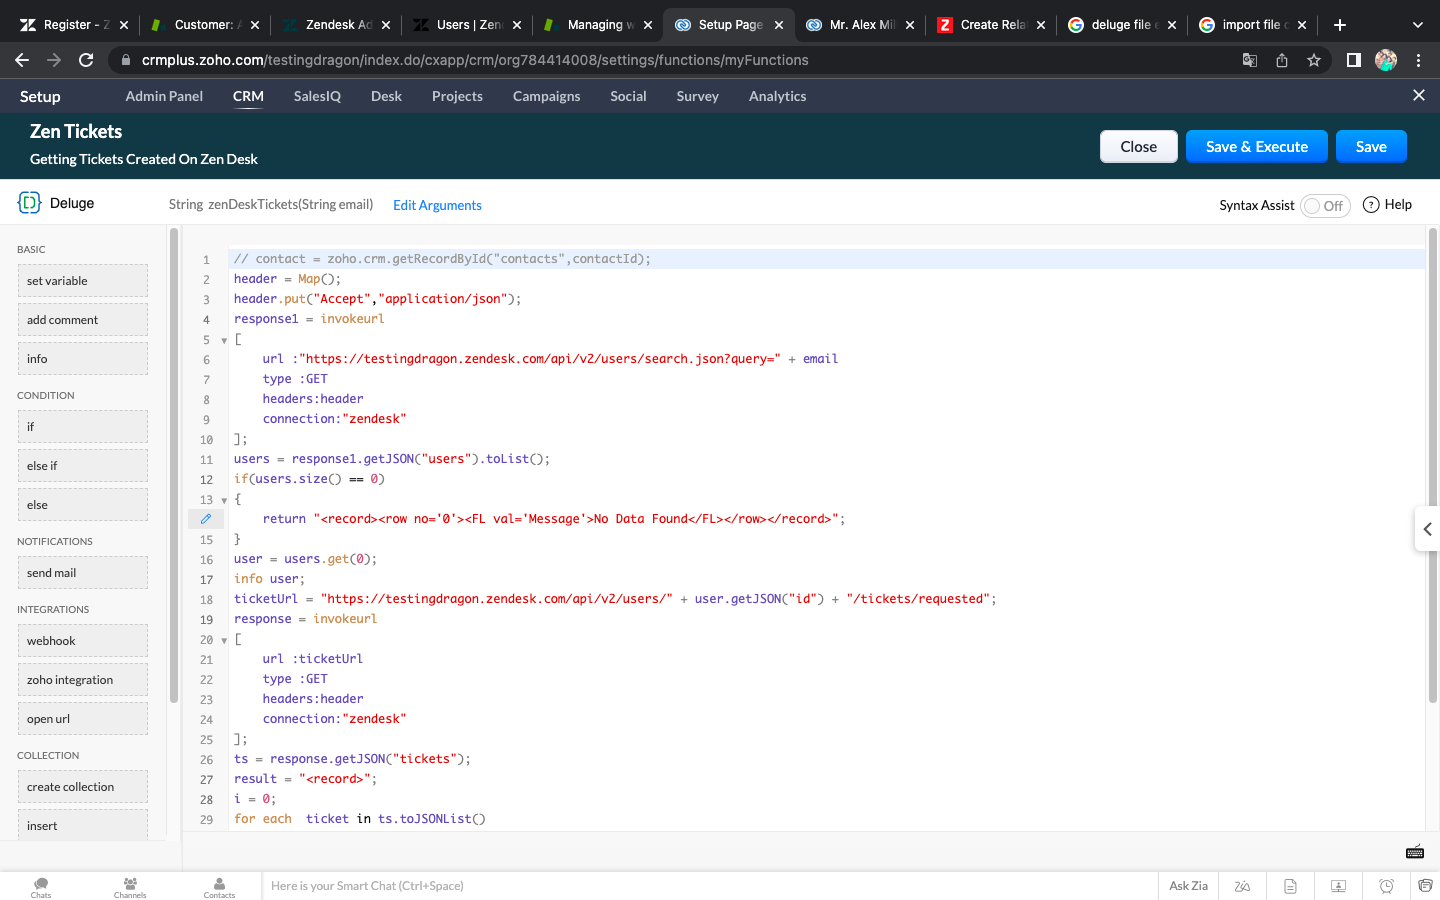 Register - Z
Customer: A
Zendesk Ad
Users | Zen
Managing w
Setup Page
Mr. Alex Mil
Create Rela
deluge file e
import file c
crmplus.zoho.com/testingdragon/index.do/cxapp/crm/org784414008/settings/functions/myFunctions
Setup Admin Panel CRM SalesIQ Desk Projects Campaigns Social Survey Analytics
Zen Tickets
Getting Tickets Created On Zen Desk
Close Save & Execute Save
Deluge String zenDeskTickets(String email) Edit Arguments Syntax Assist Off Help
BASIC
set variable
add comment
info
CONDITION
if
else if
else
NOTIFICATIONS
send mail
INTEGRATIONS
webhook
zoho integration
open url
COLLECTION
create collection
insert
1 // contact = zoho.crm.getRecordById("contacts",contactId);
2 header = Map();
3 header.put("Accept","application/json");
4 response1 = invokeurl
5 [
6 url :"https://testingdragon.zendesk.com/api/v2/users/search.json?query=" + email
7 type :GET
8 headers:header
9 connection:"zendesk"
10 ];
11 users = response1.getJSON("users").toList();
12 if(users.size() == 0)
13 {
return "<record><row no='0'><FL val='Message'>No Data Found</FL></row></record>";
15 }
16 user = users.get(0);
17 info user;
18 ticketUrl = "https://testingdragon.zendesk.com/api/v2/users/" + user.getJSON("id") + "/tickets/requested";
19 response = invokeurl
20 [
21 url :ticketUrl
22 type :GET
23 headers:header
24 connection:"zendesk"
25 ];
26 ts = response.getJSON("tickets");
27 result = "<record>";
28 i = 0;
29 for each  ticket in ts.toJSONList()
Chats Channels Contacts Here is your Smart Chat (Ctrl+Space) Ask Zia